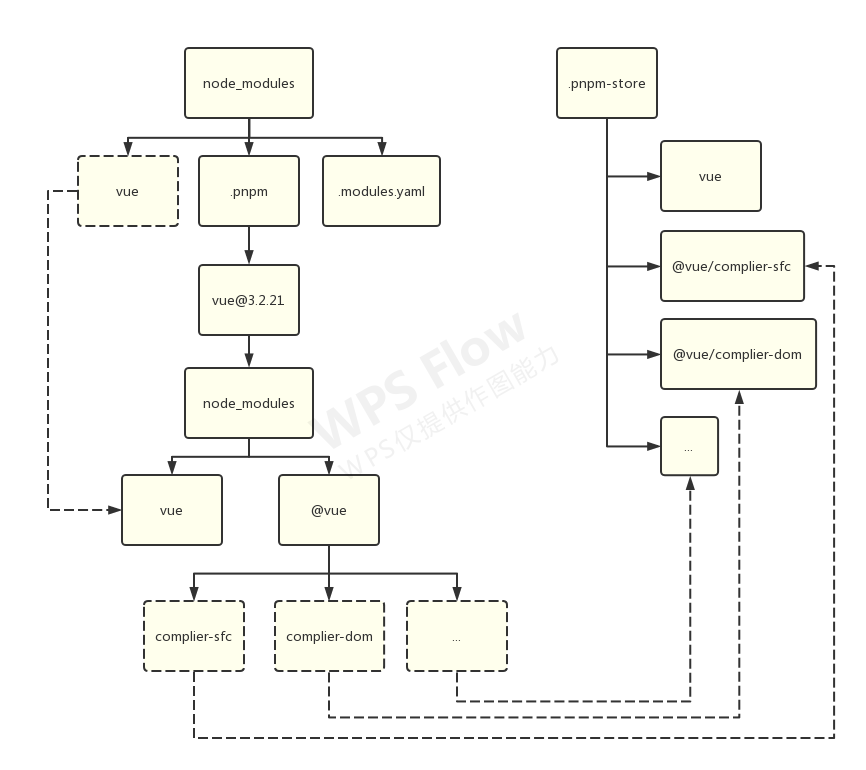 node_modules
.pnpm-store
vue
.pnpm
.modules.yaml
vue
@vue/complier-sfc
vue@3.2.21
@vue/complier-dom
node_modules
...
vue
@vue
complier-sfc
complier-dom
...
WPS Flow
WPS仅提供作图能力